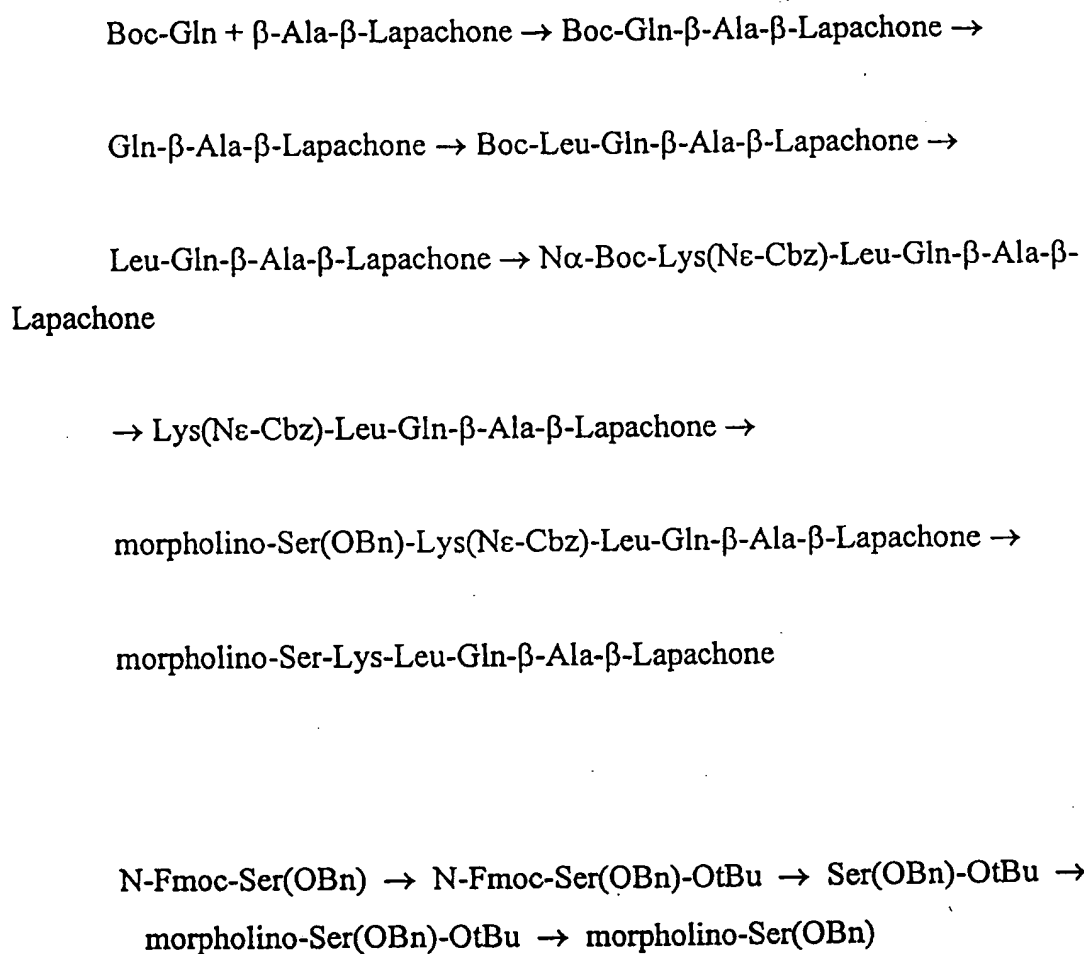 Boc-Gln + β-Ala-β-Lapachone → Boc-Gln-β-Ala-β-Lapachone →
Gln-β-Ala-β-Lapachone → Boc-Leu-Gln-β-Ala-β-Lapachone →
Leu-Gln-β-Ala-β-Lapachone → Nα-Boc-Lys(Nε-Cbz)-Leu-Gln-β-Ala-β-
Lapachone
→ Lys(Nε-Cbz)-Leu-Gln-β-Ala-β-Lapachone →
morpholino-Ser(OBn)-Lys(Nε-Cbz)-Leu-Gln-β-Ala-β-Lapachone →
morpholino-Ser-Lys-Leu-Gln-β-Ala-β-Lapachone
N-Fmoc-Ser(OBn) → N-Fmoc-Ser(OBn)-OtBu → Ser(OBn)-OtBu →
morpholino-Ser(OBn)-OtBu → morpholino-Ser(OBn)